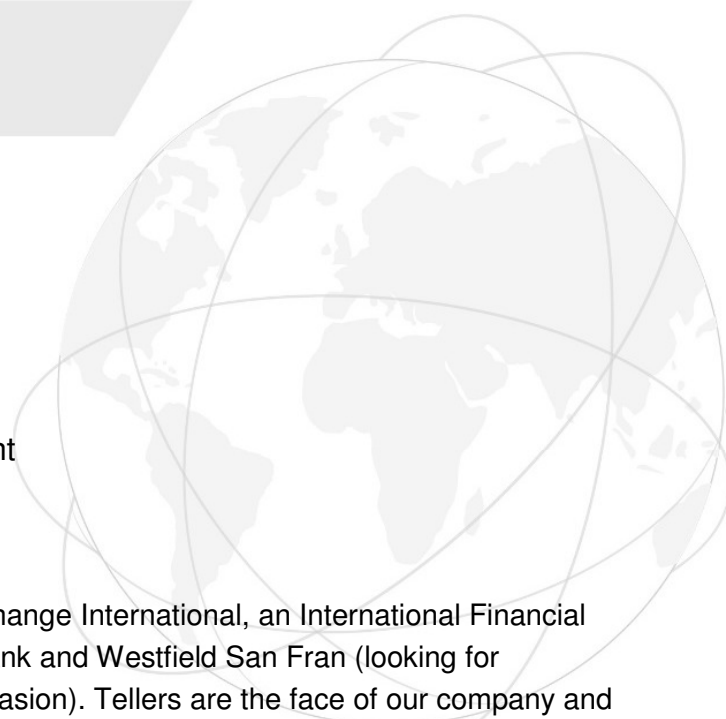 nt
hange International, an International Financial
nk and Westfield San Fran (looking for
asion). Tellers are the face of our company and